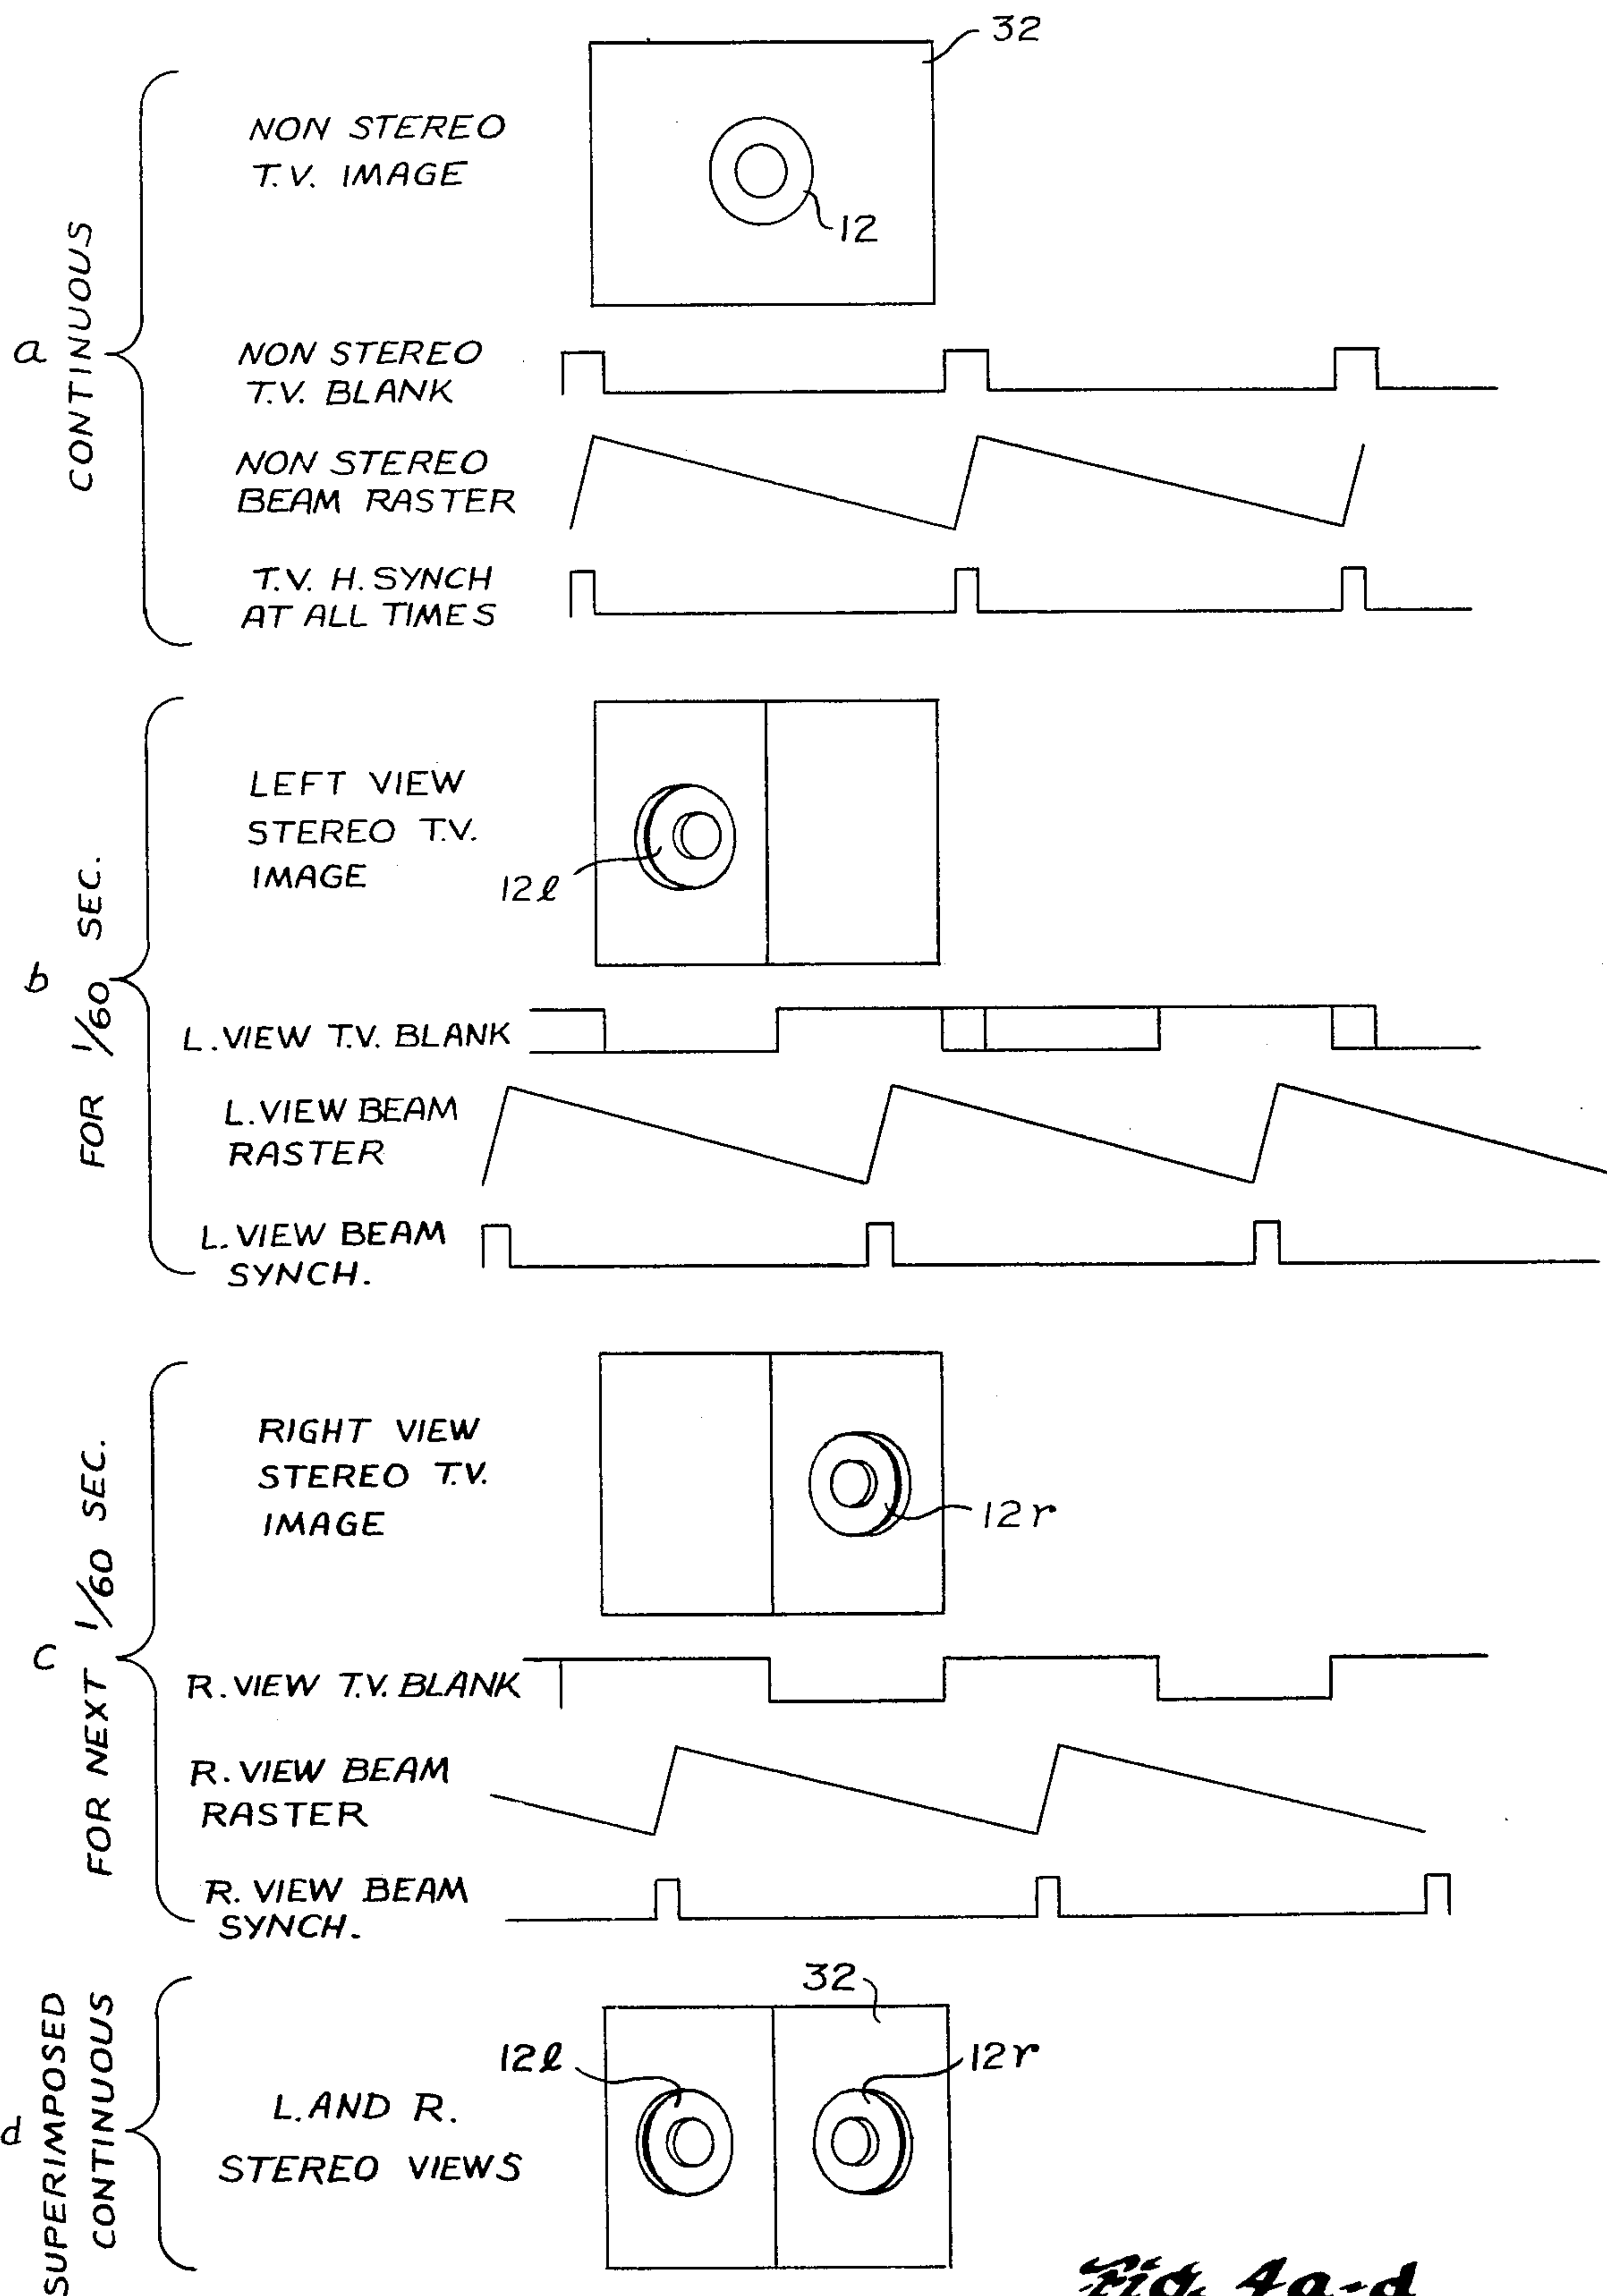 32
NON STEREO
T.V. IMAGE
12
a
CONTINUOUS
NON STEREO
T.V. BLANK
NON STEREO
BEAM RASTER
T.V. H. SYNCH
AT ALL TIMES
LEFT VIEW
STEREO T.V.
IMAGE
12l
b
FOR 1/60 SEC.
L. VIEW T.V. BLANK
L. VIEW BEAM
RASTER
L. VIEW BEAM
SYNCH.
RIGHT VIEW
STEREO T.V.
IMAGE
12r
c
FOR NEXT 1/60 SEC.
R. VIEW T.V. BLANK
R. VIEW BEAM
RASTER
R. VIEW BEAM
SYNCH.
32
12l
12r
d
SUPERIMPOSED
CONTINUOUS
L. AND R.
STEREO VIEWS
Fig. 4a-d